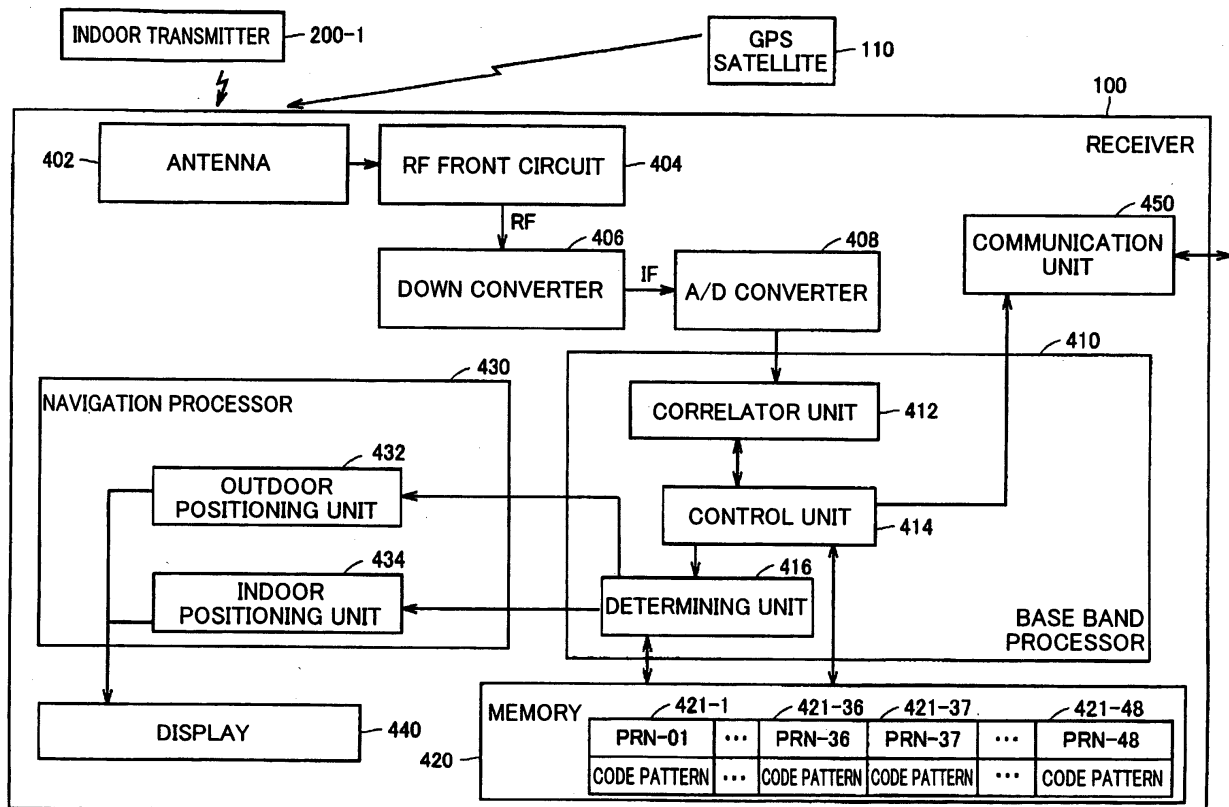 INDOOR TRANSMITTER
200-1
GPS
SATELLITE
110
100
RECEIVER
402
ANTENNA
RF FRONT CIRCUIT
404
RF
450
COMMUNICATION
UNIT
406
DOWN CONVERTER
IF
408
A/D CONVERTER
410
430
NAVIGATION PROCESSOR
CORRELATOR UNIT
412
432
OUTDOOR
POSITIONING UNIT
CONTROL UNIT
414
434
INDOOR
POSITIONING UNIT
416
DETERMINING UNIT
BASE BAND
PROCESSOR
DISPLAY
440
MEMORY
420
421-1 421-36 421-37 421-48
PRN-01 ... PRN-36 PRN-37 ... PRN-48
CODE PATTERN ... CODE PATTERN CODE PATTERN ... CODE PATTERN